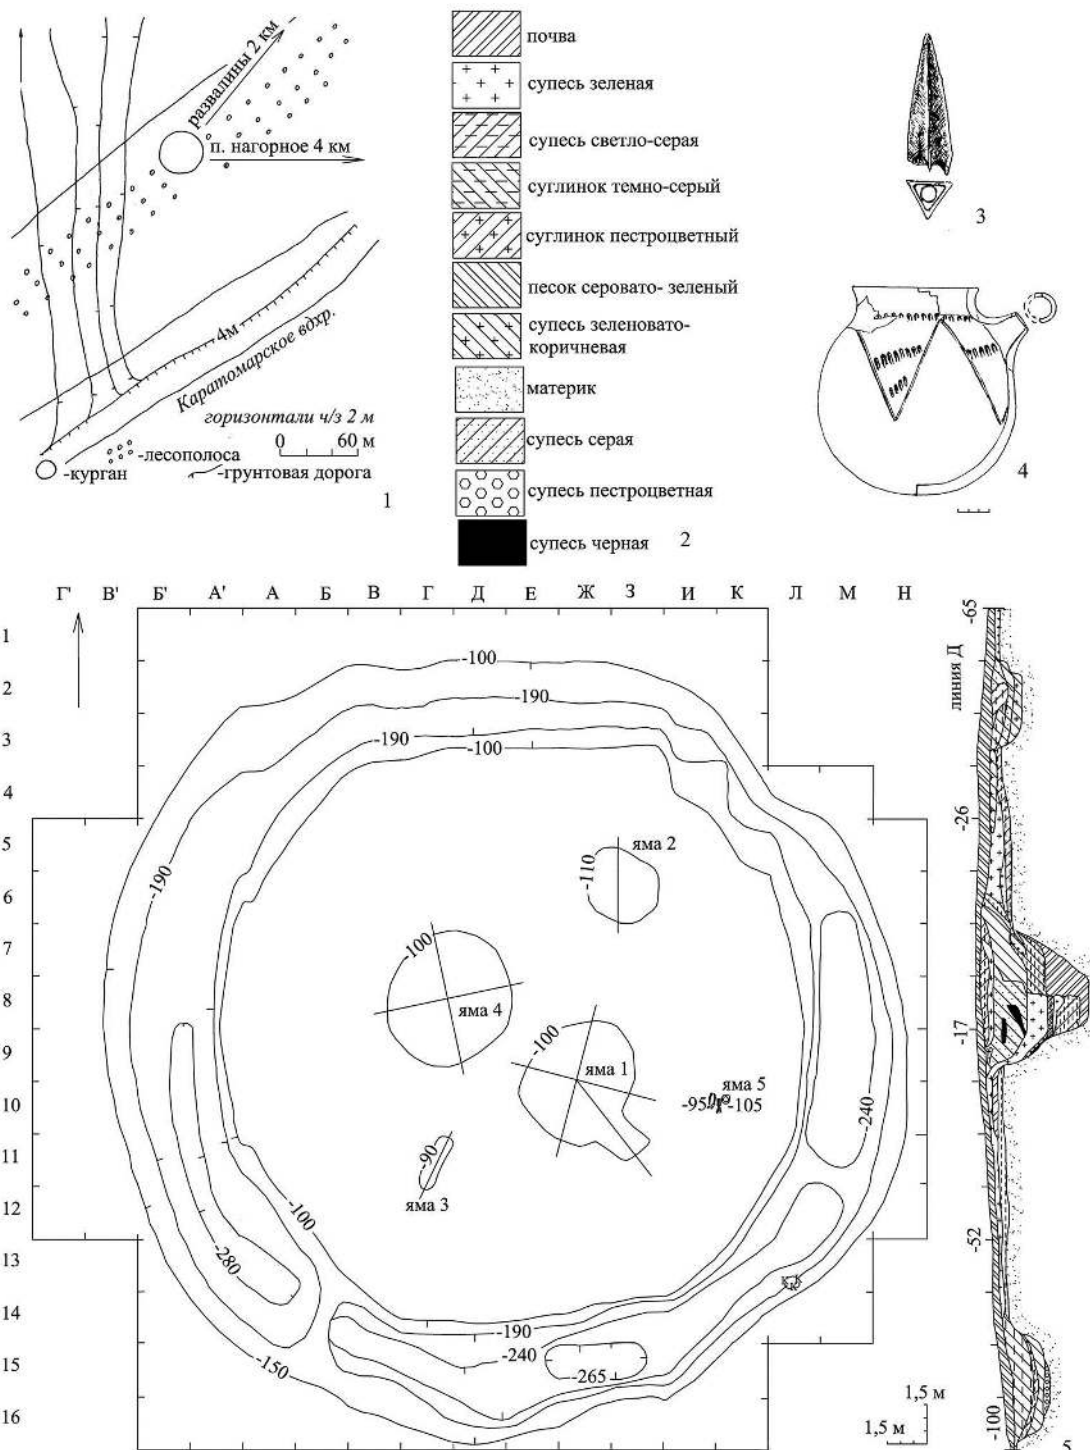 развалины 2 км
п. нагорное 4 км
4м
Каратомарское вдхр.
горизонтали ч/з 2 м
0 60 м
-лесополоса
-курган
-грунтовая дорога
1
почва
супесь зеленая
супесь светло-серая
суглинок темно-серый
суглинок пестроцветный
песок серовато- зеленый
супесь зеленовато-
коричневая
материк
супесь серая
супесь пестроцветная
супесь черная
2
3
4
Г' В' Б' А' А Б В Г Д Е Ж З И К Л М Н
1
2
3
4
5
6
7
8
9
10
11
12
13
14
15
16
-100
-190
-190
-100
-190
яма 2
-110
-100
яма 4
-100
яма 1
яма 5
-95
-105
-90
яма 3
-240
-100
-280
-190
-240
-265
-150
1,5 м
1,5 м
линия Д
-65
-26
-17
-52
-100
5